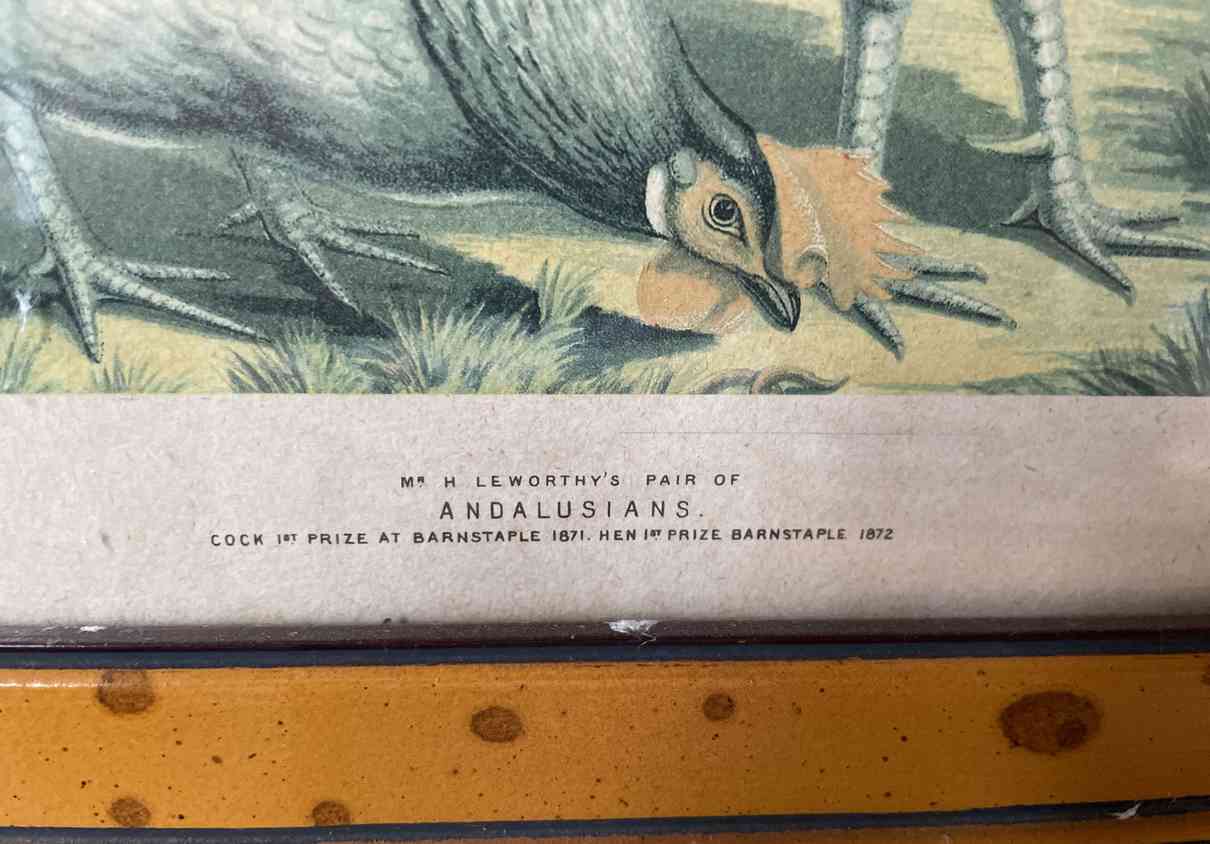 Mᴿ H LEWORTHY'S PAIR OF
ANDALUSIANS.
COCK 1ˢᵀ PRIZE AT BARNSTAPLE 1871. HEN 1ˢᵀ PRIZE BARNSTAPLE 1872